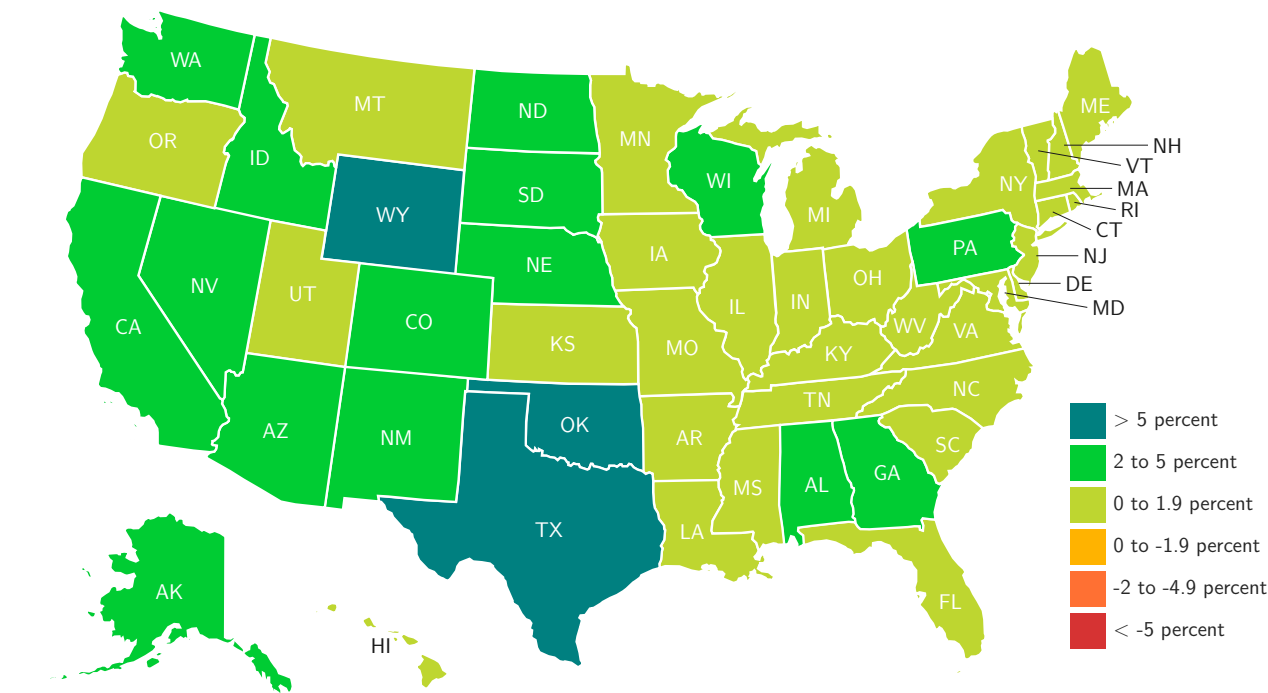 WA
MT
ND
ME
OR
ID
MN
WI
NH
VT
WY
SD
NY
MA
MI
RI
CT
PA
NJ
NE
IA
DE
NV
UT
OH
MD
CA
CO
IL
IN
WV
VA
KS
MO
KY
TN
NC
AZ
NM
OK
AR
SC
> 5 percent
GA
2 to 5 percent
MS
AL
0 to 1.9 percent
TX
LA
0 to -1.9 percent
AK
FL
-2 to -4.9 percent
HI
< -5 percent